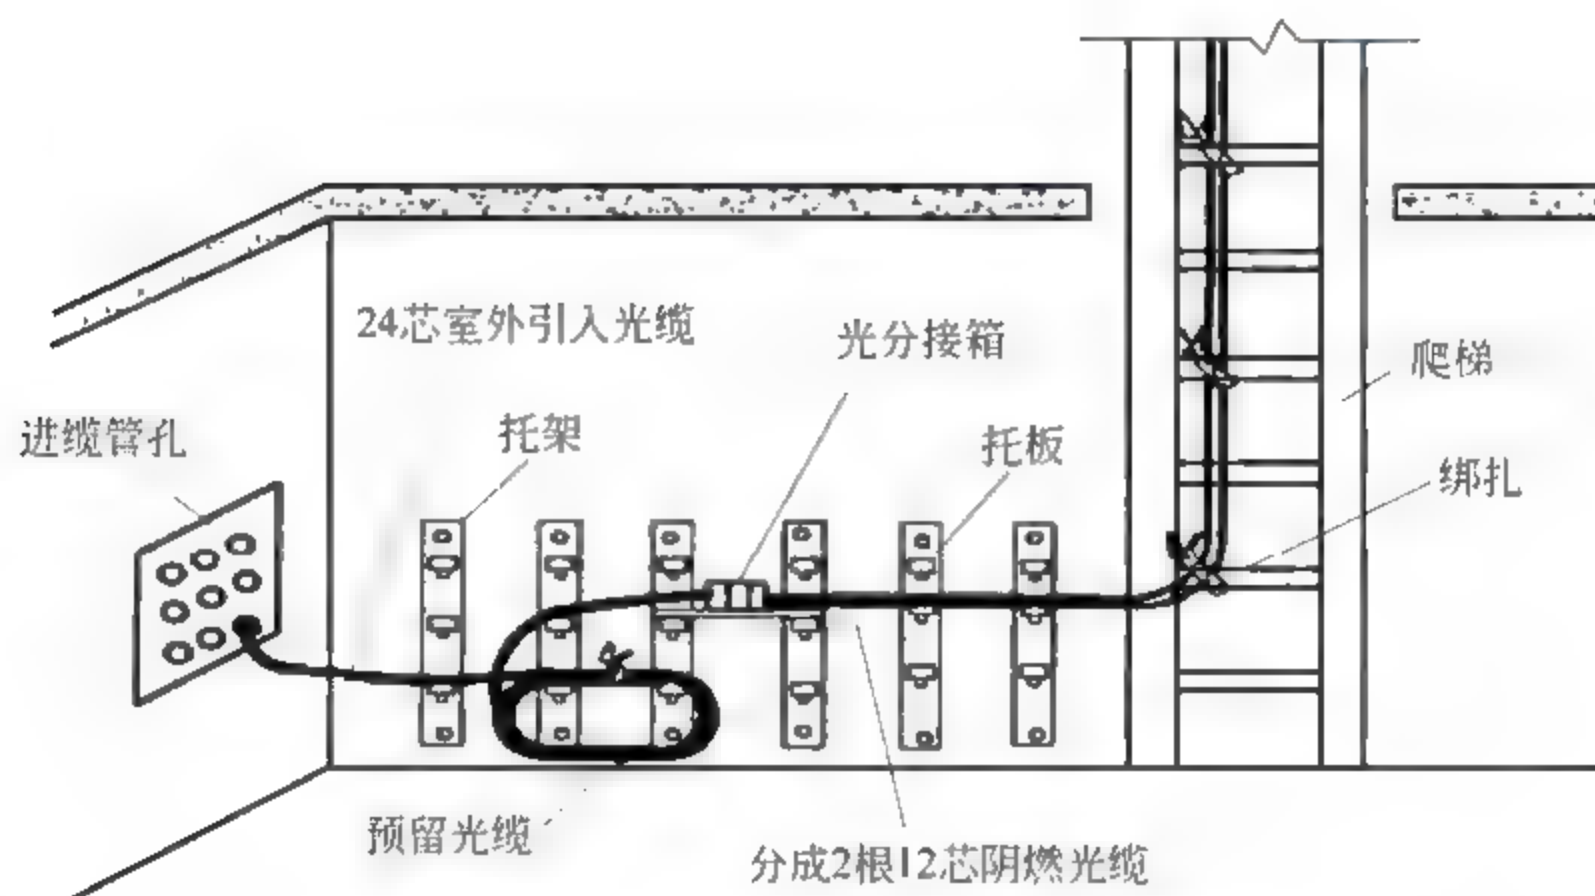 24芯室外引入光缆
光分接箱
爬梯
进缆管孔
托架
托板
绑扎
预留光缆
分成2根12芯阴燃光缆